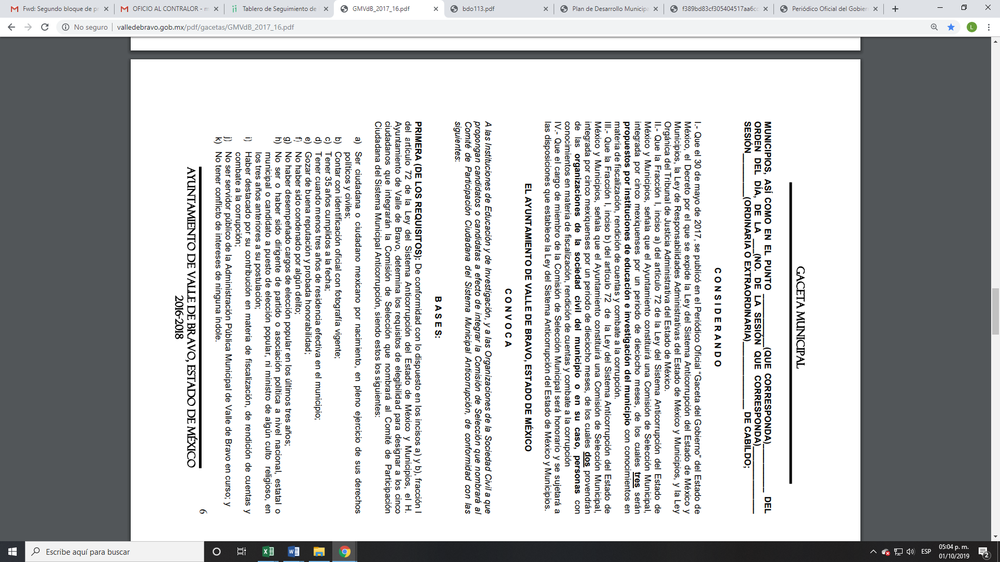 Fwd: Segundo bloque de pr
OFICIO AL CONTRALOR - m
Tablero de Seguimiento de
GMVdB_2017_16.pdf
bdo113.pdf
Plan de Desarrollo Municipa
f389bd83cf305404517aa6c
Periódico Oficial del Gobier
No seguro
valledebravo.gob.mx/pdf/gacetas/GMVdB_2017_16.pdf
L
GACETA MUNICIPAL
MUNICIPIOS, ASÍ COMO EN EL PUNTO __________(QUE CORRESPONDA)__________ DEL
ORDEN DEL DÍA, DE LA ___(NO. DE LA SESIÓN QUE CORRESPONDA)____________
SESIÓN_________(ORDINARIA O EXTRAORDINARIA)______________ DE CABILDO;
C O N S I D E R A N D O
I.- Que el 30 de mayo de 2017, se publicó en el Periódico Oficial “Gaceta del Gobierno” del Estado de
México, el Decreto por el que se expide la Ley del Sistema Anticorrupción del Estado de México y
Municipios, la Ley de Responsabilidades Administrativas del Estado de México y Municipios, y la Ley
Orgánica del Tribunal de Justicia Administrativa del Estado de México.
II.- Que la Fracción I, inciso a) del artículo 72 de la Ley del Sistema Anticorrupción del Estado de
México y Municipios, señala que el Ayuntamiento constituirá una Comisión de Selección Municipal,
integrada por cinco mexiquenses por un periodo de dieciocho meses, de los cuales tres serán
propuestos por instituciones de educación e investigación del municipio con conocimientos en
materia de fiscalización, rendición de cuentas y combate a la corrupción.
III.- Que la Fracción I, inciso b) del artículo 72 de la Ley del Sistema Anticorrupción del Estado de
México y Municipios, señala que el Ayuntamiento constituirá una Comisión de Selección Municipal,
integrada por cinco mexiquenses por un periodo de dieciocho meses, de los cuales dos provendrán
de las organizaciones de la sociedad civil del municipio o en su caso, personas con
conocimientos en materia de fiscalización, rendición de cuentas y combate a la corrupción
IV.- Que el cargo de miembro de la Comisión de Selección Municipal será honorario y se sujetará a
las disposiciones que establece la Ley del Sistema Anticorrupción del Estado de México y Municipios.
EL AYUNTAMIENTO DE VALLE DE BRAVO, ESTADO DE MÉXICO
C O N V O C A
A las Instituciones de Educación y de Investigación, y a las Organizaciones de la Sociedad Civil a que
propongan candidatos o candidatas a efecto de integrar la Comisión de Selección que nombrará al
Comité de Participación Ciudadana del Sistema Municipal Anticorrupción, de conformidad con las
siguientes:
B A S E S:
PRIMERA (DE LOS REQUISITOS): De conformidad con lo dispuesto en los incisos a) y b), fracción I
del artículo 72 de la Ley del Sistema Anticorrupción del Estado de México y Municipios, el H.
Ayuntamiento de Valle de Bravo, determina los requisitos de elegibilidad para designar a los cinco
ciudadanos que integrarán la Comisión de Selección que nombrará al Comité de Participación
Ciudadana del Sistema Municipal Anticorrupción, siendo estos los siguientes:
a) Ser ciudadana o ciudadano mexicano por nacimiento, en pleno ejercicio de sus derechos
políticos y civiles;
b) Contar con identificación oficial con fotografía vigente;
c) Tener 35 años cumplidos a la fecha;
d) Tener cuando menos tres años de residencia efectiva en el municipio;
e) Gozar de buena reputación y probada honorabilidad;
f) No haber sido condenado por algún delito;
g) No haber desempeñado cargos de elección popular en los últimos tres años;
h) No ser o haber sido dirigente de partido o asociación política a nivel nacional, estatal o
municipal o candidato a puesto de elección popular, ni ministro de algún culto religioso, en
los tres años anteriores a su postulación;
i) Haber destacado por su contribución en materia de fiscalización, de rendición de cuentas y
combate a la corrupción;
j) No ser servidor público de la Administración Pública Municipal de Valle de Bravo en curso; y
k) No tener conflicto de intereses de ninguna índole.
6
AYUNTAMIENTO DE VALLE DE BRAVO, ESTADO DE MÉXICO
2016-2018
Escribe aquí para buscar
ESP
05:04 p. m.
01/10/2019
2